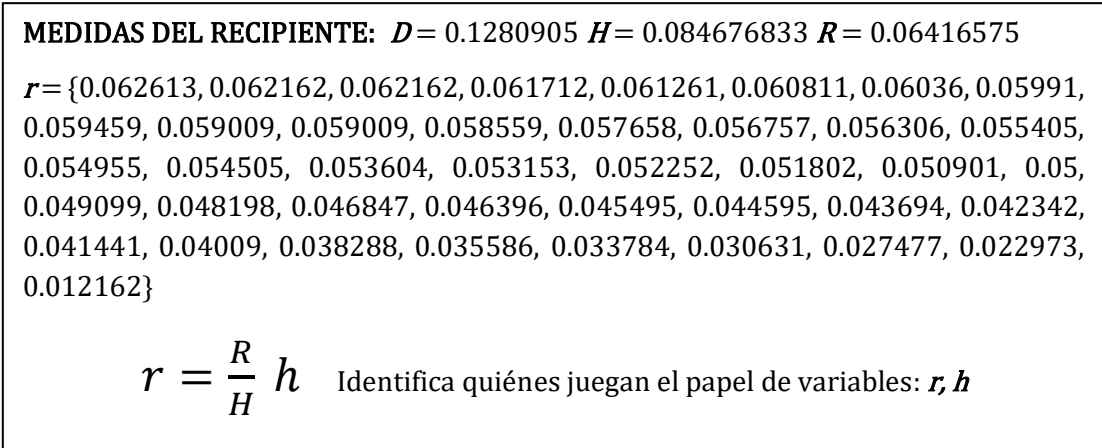 MEDIDAS DEL RECIPIENTE: D = 0.1280905 H = 0.084676833 R = 0.06416575
r = {0.062613, 0.062162, 0.062162, 0.061712, 0.061261, 0.060811, 0.06036, 0.05991,
0.059459, 0.059009, 0.059009, 0.058559, 0.057658, 0.056757, 0.056306, 0.055405,
0.054955, 0.054505, 0.053604, 0.053153, 0.052252, 0.051802, 0.050901, 0.05,
0.049099, 0.048198, 0.046847, 0.046396, 0.045495, 0.044595, 0.043694, 0.042342,
0.041441, 0.04009, 0.038288, 0.035586, 0.033784, 0.030631, 0.027477, 0.022973,
0.012162}
r = R/H h Identifica quiénes juegan el papel de variables: r, h